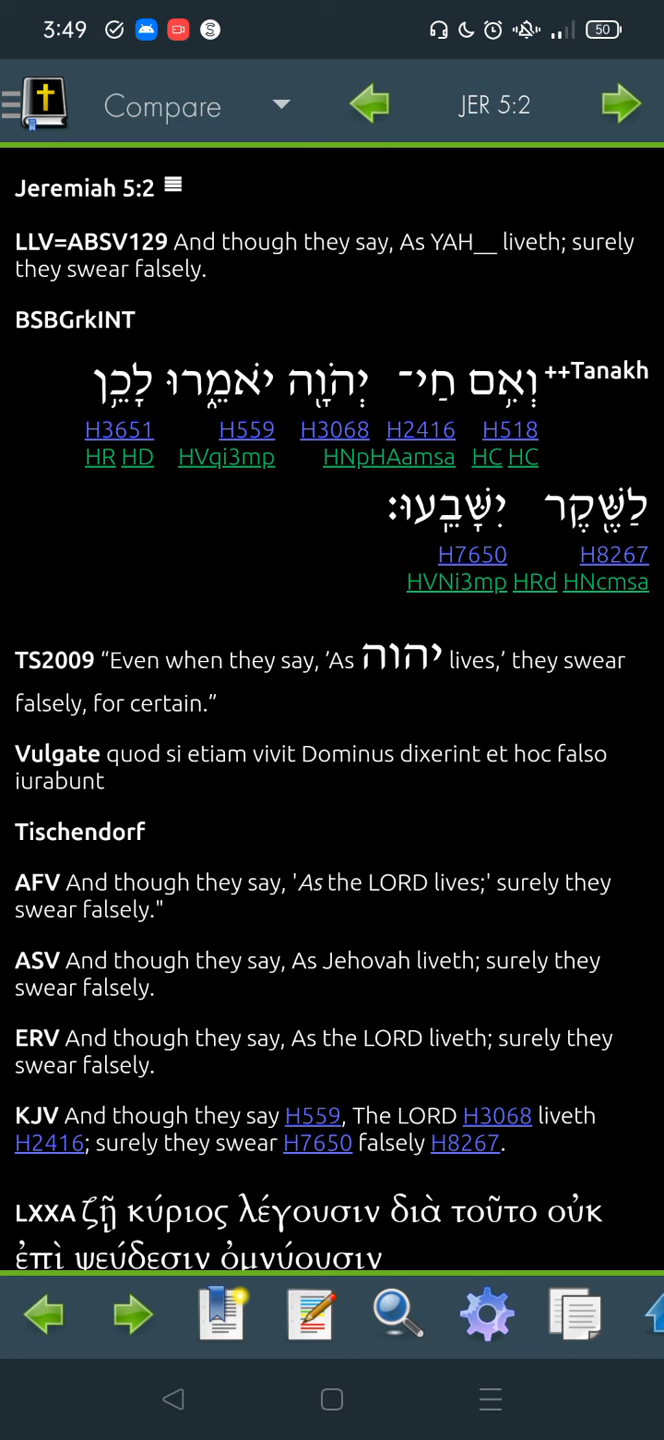 3:49
50
Compare
JER 5:2
Jeremiah 5:2
LLV=ABSV129 And though they say, As YAH__ liveth; surely
they swear falsely.
BSBGrkINT
++Tanakh וְאִ֥ם חַי־ יְהֹוָ֖ה יֹאמֵ֑רוּ לָכֵ֥ן
H518 H2416 H3068 H559 H3651
HC HC HNpHAamsa HVqi3mp HD HR
לַשֶּׁ֖קֶר יִשָּׁבֵֽעוּ׃
H8267 H7650
HNcmsa HRd HVNi3mp
TS2009 “Even when they say, ’As יהוה lives,’ they swear
falsely, for certain.”
Vulgate quod si etiam vivit Dominus dixerint et hoc falso
iurabunt
Tischendorf
AFV And though they say, 'As the LORD lives;' surely they
swear falsely."
ASV And though they say, As Jehovah liveth; surely they
swear falsely.
ERV And though they say, As the LORD liveth; surely they
swear falsely.
KJV And though they say H559, The LORD H3068 liveth
H2416; surely they swear H7650 falsely H8267.
LXXA ζῇ κύριος λέγουσιν διὰ τοῦτο οὐκ
ἐπὶ ψεύδεσιν ὀμνύουσιν